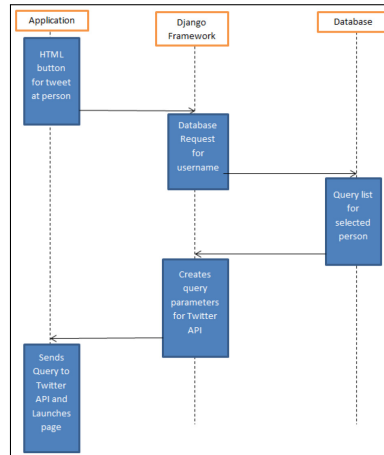 Application
Django
Framework
Database
HTML
button
for tweet
at person
Database
Request
for
username
Query list
for
selected
person
Creates
query
parameters
for Twitter
API
Sends
Query to
Twitter
API and
Launches
page